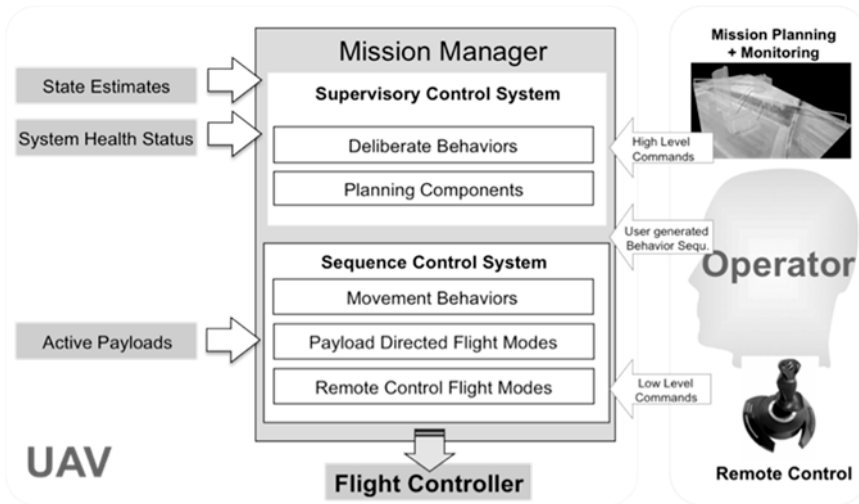 Mission Manager
State Estimates
System Health Status
Active Payloads
UAV
Supervisory Control System
Deliberate Behaviors
Planning Components
Sequence Control System
Movement Behaviors
Payload Directed Flight Modes
Remote Control Flight Modes
Flight Controller
Mission Planning
+ Monitoring
High Level
Commands
User generated
Behavior Sequ.
Operator
Low Level
Commands
Remote Control